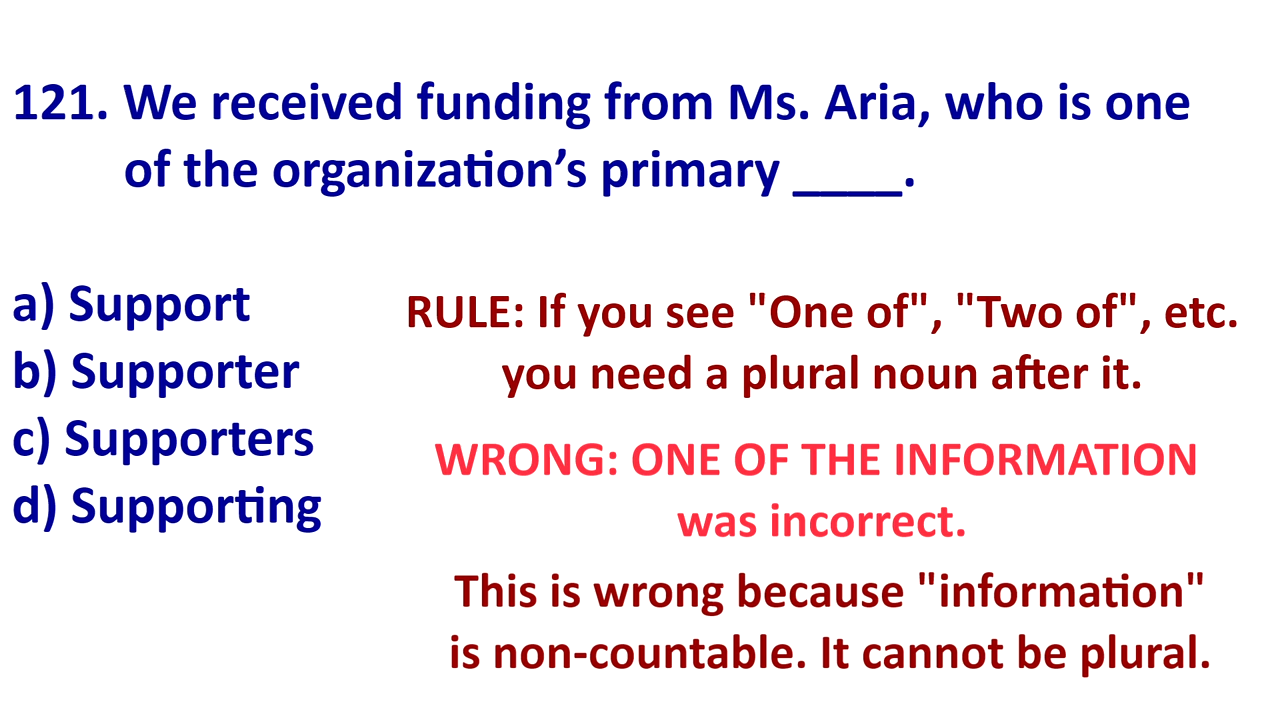 121. We received funding from Ms. Aria, who is one
of the organization’s primary ____.
a) Support
b) Supporter
c) Supporters
d) Supporting
RULE: If you see "One of", "Two of", etc.
you need a plural noun after it.
WRONG: ONE OF THE INFORMATION
was incorrect.
This is wrong because "information"
is non-countable. It cannot be plural.